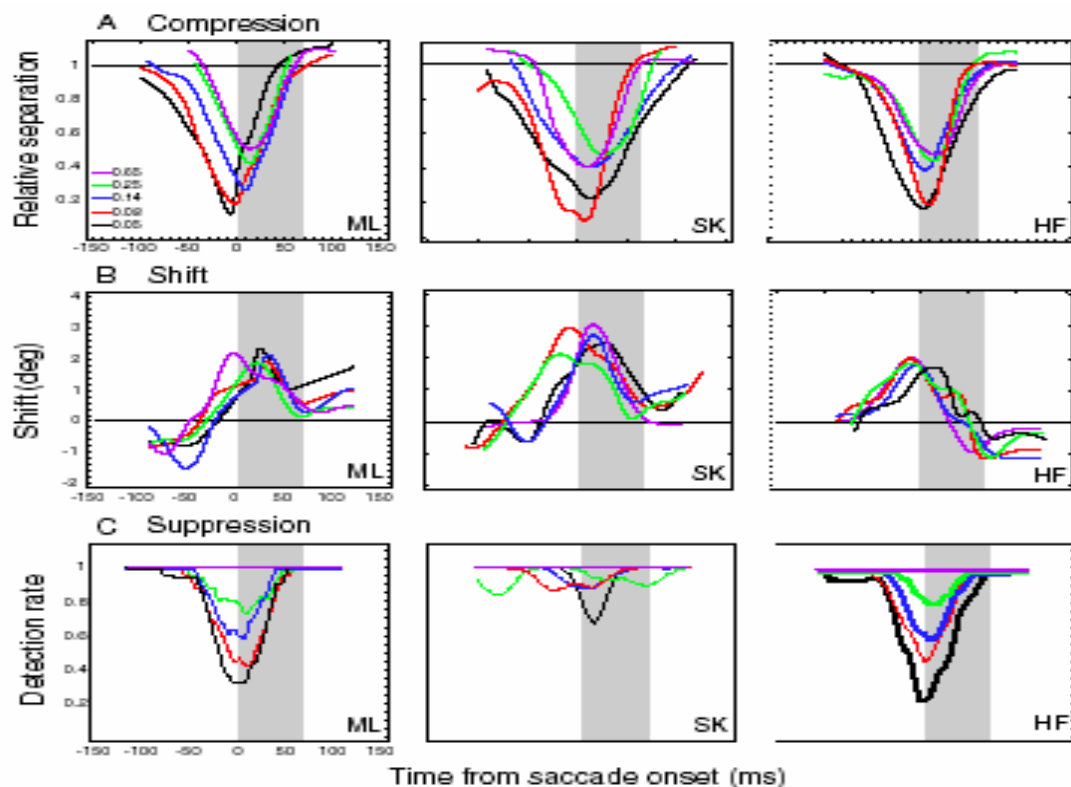 A Compression
Relative separation
1
0.8
0.6
0.4
0.2
0.65
0.25
0.14
0.08
0.05
ML
SK
HF
-150 -100 -50 0 50 100 150
B Shift
Shift(deg)
4
3
2
1
0
-1
-2
ML
SK
HF
-150 -100 -50 0 50 100 150
C Suppression
Detection rate
1
0.8
0.6
0.4
0.2
ML
SK
HF
-150 -100 -50 0 50 100 150
Time from saccade onset (ms)